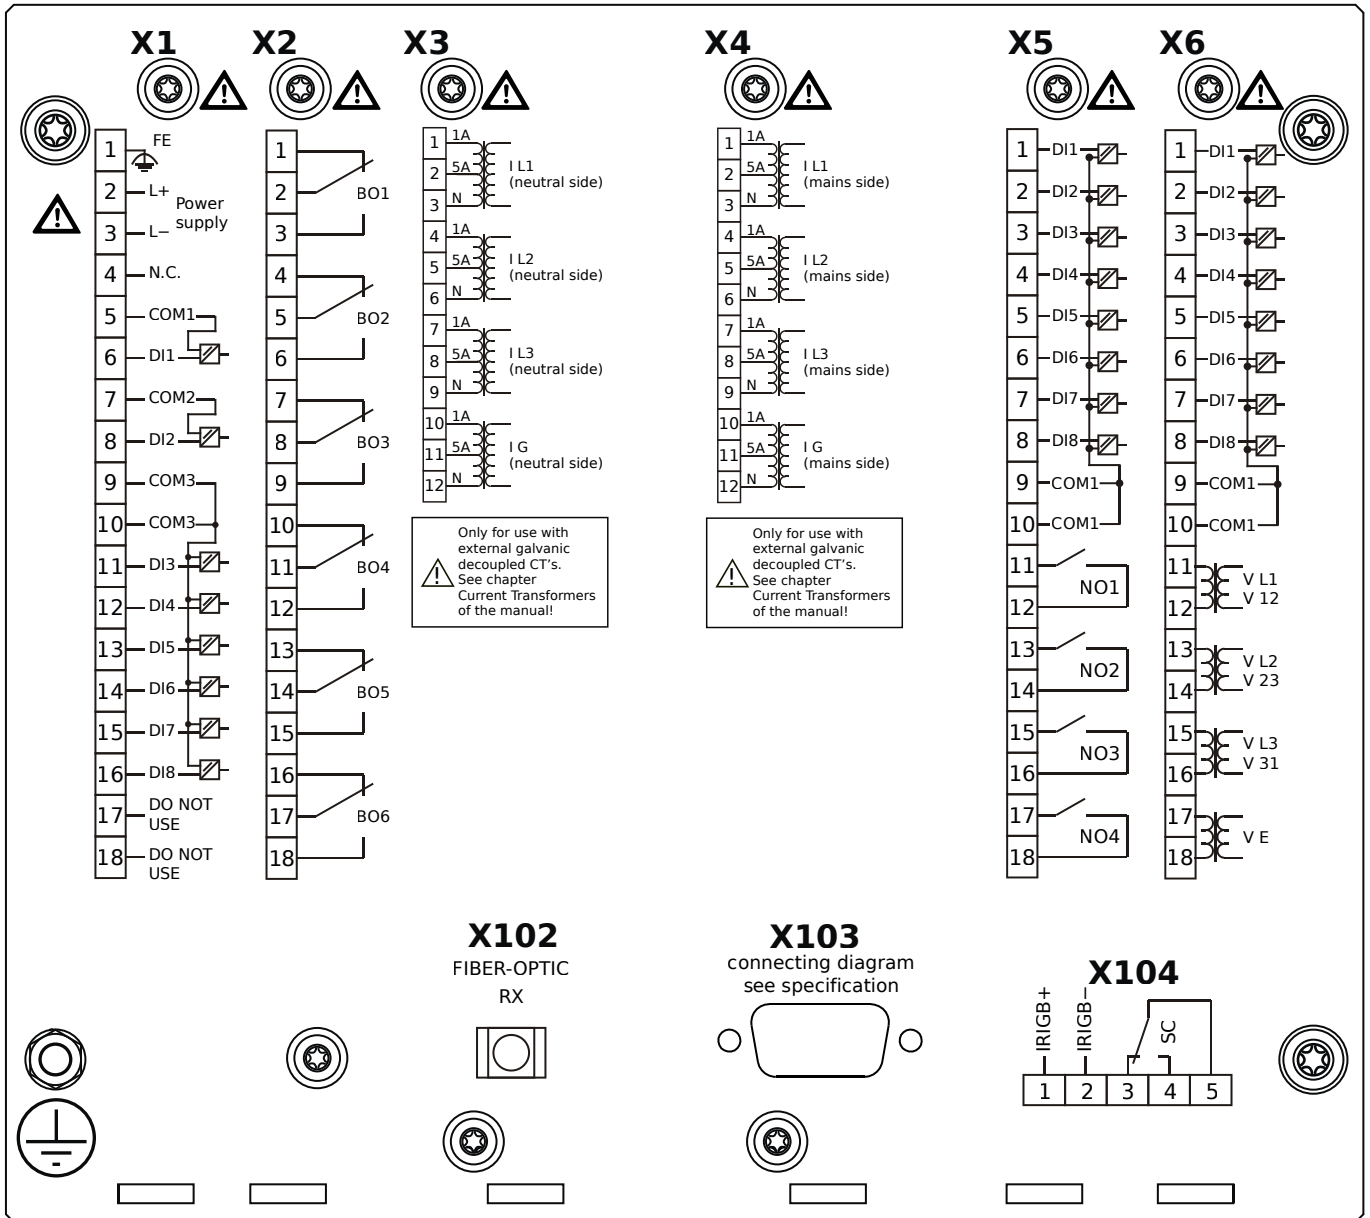 X1
1
FE
2
L+
Power
supply
3
L−
4
N.C.
5
COM1
6
DI1
7
COM2
8
DI2
9
COM3
10
COM3
11
DI3
12
DI4
13
DI5
14
DI6
15
DI7
16
DI8
17
DO NOT
USE
18
DO NOT
USE
X2
1
2
BO1
3
4
5
BO2
6
7
8
BO3
9
10
11
BO4
12
13
14
BO5
15
16
17
BO6
18
X3
1
1A
2
5A
I L1
(neutral side)
3
N
4
1A
5
5A
I L2
(neutral side)
6
N
7
1A
8
5A
I L3
(neutral side)
9
N
10
1A
11
5A
I G
(neutral side)
12
N
Only for use with
external galvanic
decoupled CT's.
See chapter
Current Transformers
of the manual!
X4
1
1A
2
5A
I L1
(mains side)
3
N
4
1A
5
5A
I L2
(mains side)
6
N
7
1A
8
5A
I L3
(mains side)
9
N
10
1A
11
5A
I G
(mains side)
12
N
Only for use with
external galvanic
decoupled CT's.
See chapter
Current Transformers
of the manual!
X5
1
DI1
2
DI2
3
DI3
4
DI4
5
DI5
6
DI6
7
DI7
8
DI8
9
COM1
10
COM1
11
NO1
12
13
NO2
14
15
NO3
16
17
NO4
18
X6
1
DI1
2
DI2
3
DI3
4
DI4
5
DI5
6
DI6
7
DI7
8
DI8
9
COM1
10
COM1
11
V L1
V 12
12
13
V L2
V 23
14
15
V L3
V 31
16
17
V E
18
X102
FIBER-OPTIC
RX
X103
connecting diagram
see specification
X104
IRIGB+
IRIGB−
SC
1 2 3 4 5